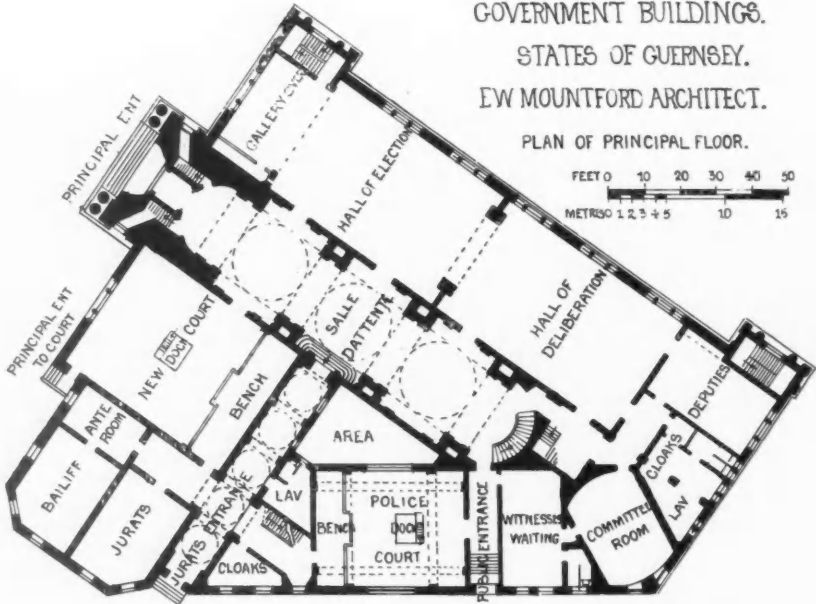 GOVERNMENT BUILDINGS.
STATES OF GUERNSEY.
EW MOUNTFORD ARCHITECT.
PLAN OF PRINCIPAL FLOOR.
FEET 0 10 20 30 40 50
METRES 0 1 2 3 4 5 10 15
PRINCIPAL ENT
GALLERY OVER
HALL OF ELECTION
SALLE
DATTENTE
HALL OF
DELIBERATION
DEPUTIES
PRINCIPAL ENT
TO COURT
NEW COURT
DOCK
BENCH
ANTE
ROOM
BAILIFF
JURATS
JURATS ENTRANCE
AREA
LAV
CLOAKS
BENCH
POLICE
DOCK
COURT
PUBLIC ENTRANCE
WITNESSES
WAITING
COMMITTEE
ROOM
CLOAKS
LAV